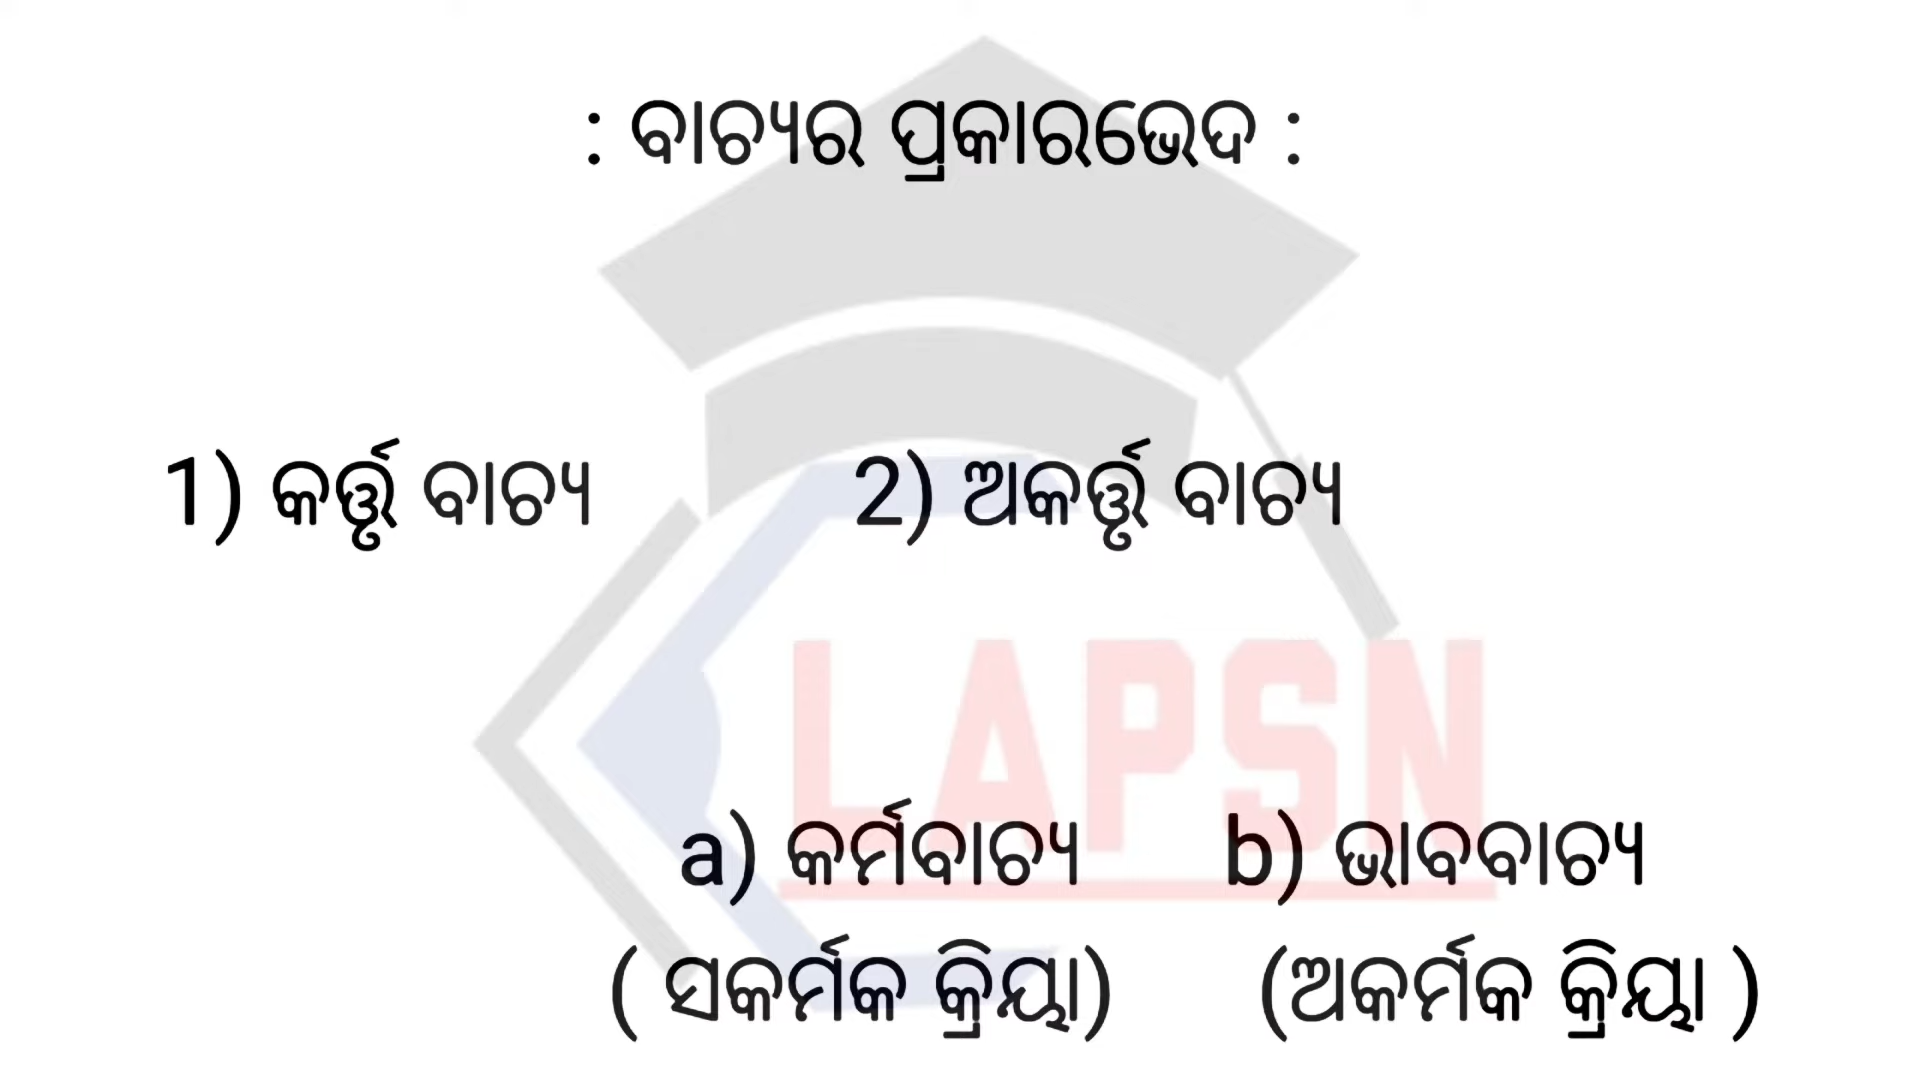 : ବାଚ୍ୟର ପ୍ରକାରଭେଦ :
1) କର୍ତ୍ତୃ ବାଚ୍ୟ 2) ଅକର୍ତ୍ତୃ ବାଚ୍ୟ
LAPSN
a) କର୍ମବାଚ୍ୟ b) ଭାବବାଚ୍ୟ
( ସକର୍ମକ କ୍ରିୟା) (ଅକର୍ମକ କ୍ରିୟା )